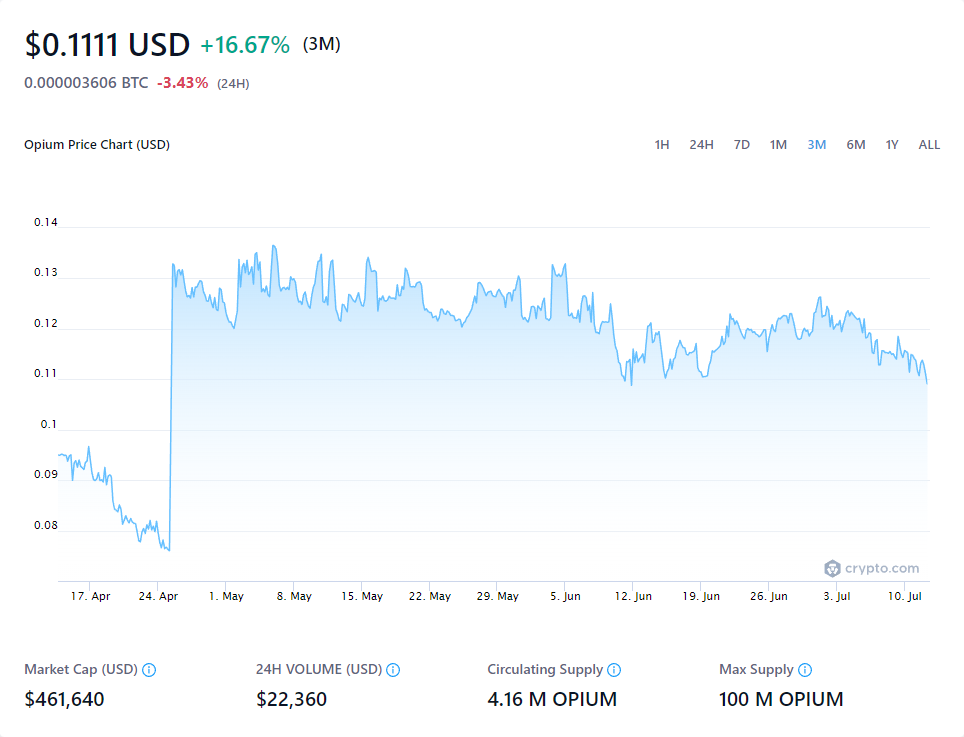 $0.1111 USD +16.67% (3M)
0.000003606 BTC -3.43% (24H)
Opium Price Chart (USD) 1H 24H 7D 1M 3M 6M 1Y ALL
0.14
0.13
0.12
0.11
0.1
0.09
0.08
crypto.com
17. Apr 24. Apr 1. May 8. May 15. May 22. May 29. May 5. Jun 12. Jun 19. Jun 26. Jun 3. Jul 10. Jul
Market Cap (USD) 24H VOLUME (USD) Circulating Supply Max Supply
$461,640 $22,360 4.16 M OPIUM 100 M OPIUM